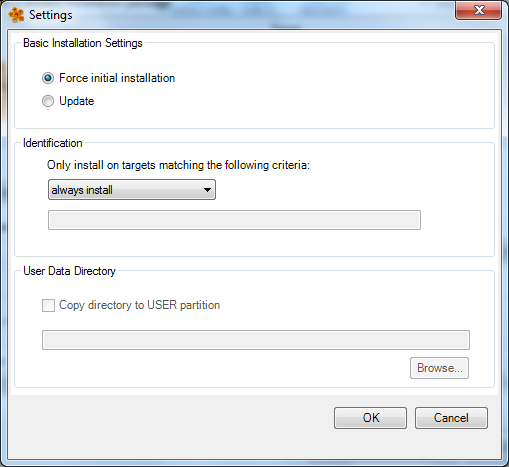 Settings
Basic Installation Settings
Force initial installation
Update
Identification
Only install on targets matching the following criteria:
always install
User Data Directory
Copy directory to USER partition
Browse...
OK
Cancel